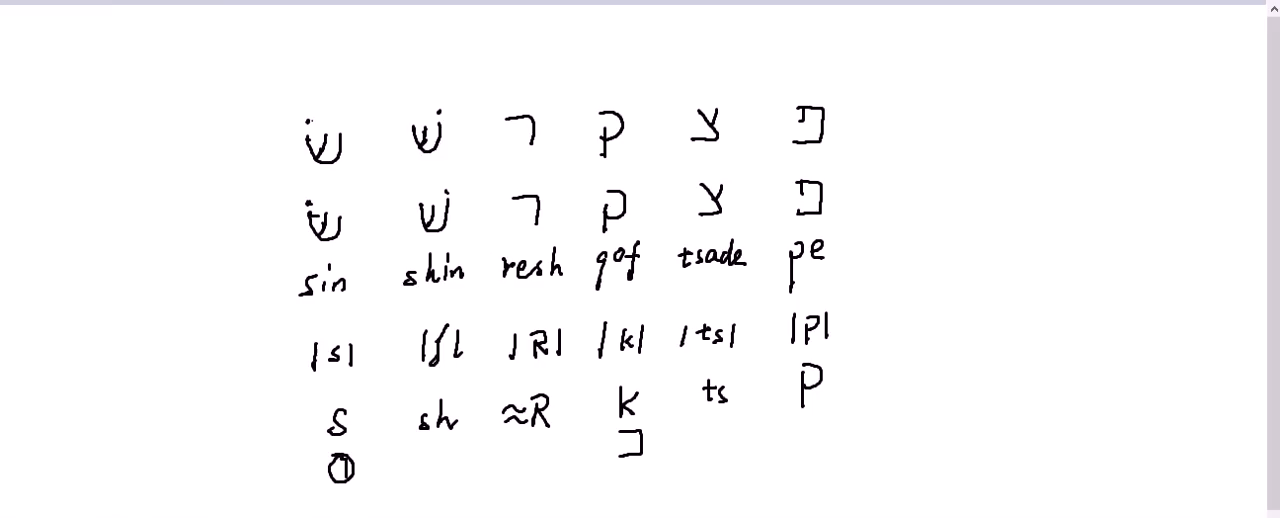 פ צ ק ר שׁ שׂ
פ צ ק ר שׁ שׂ
sin shin resh qof tsade pe
/s/ /ʃ/ /R/ /k/ /ts/ /p/
s sh ≈R k ts p
כ ס